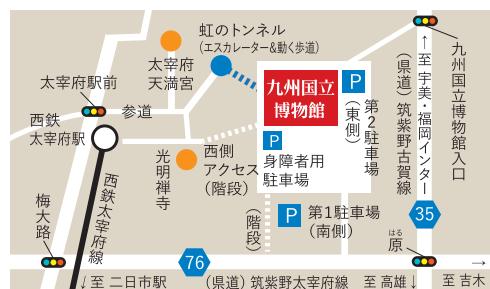 虹のトンネル
(エスカレーター&動く歩道)
太宰府
天満宮
太宰府駅前
参道
西鉄
太宰府駅
九州国立
博物館
P
第2駐車場
(東側)
P
身障者用
駐車場
西側
アクセス
(階段)
光明禅寺
梅大路
西鉄太宰府線
(階段)
P
第1駐車場
(南側)
↑至 宇美・福岡インター
(県道)筑紫野古賀線
九州国立博物館入口
35
はる
原
76
↓至 二日市駅
(県道)筑紫野太宰府線
至 高雄↓
→
至 吉木